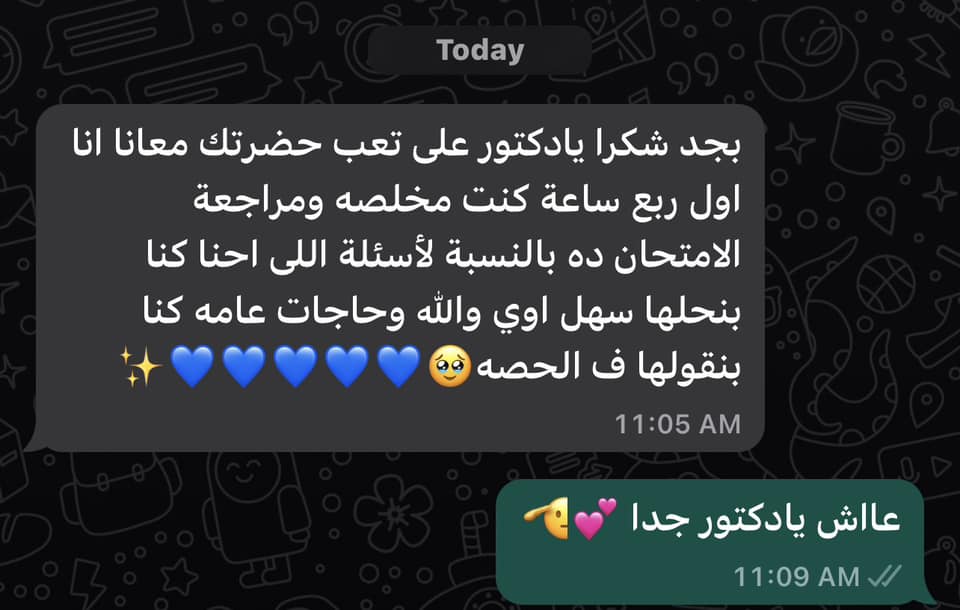 Today
بجد شكرا يادكتور على تعب حضرتك معانا انا
اول ربع ساعة كنت مخلصه ومراجعة
الامتحان ده بالنسبة لأسئلة اللى احنا كنا
بنحلها سهل اوي والله وحاجات عامه كنا
بنقولها ف الحصه🥹💙💙💙💙💙✨
11:05 AM
عااش يادكتور جدا 💕🫡
11:09 AM